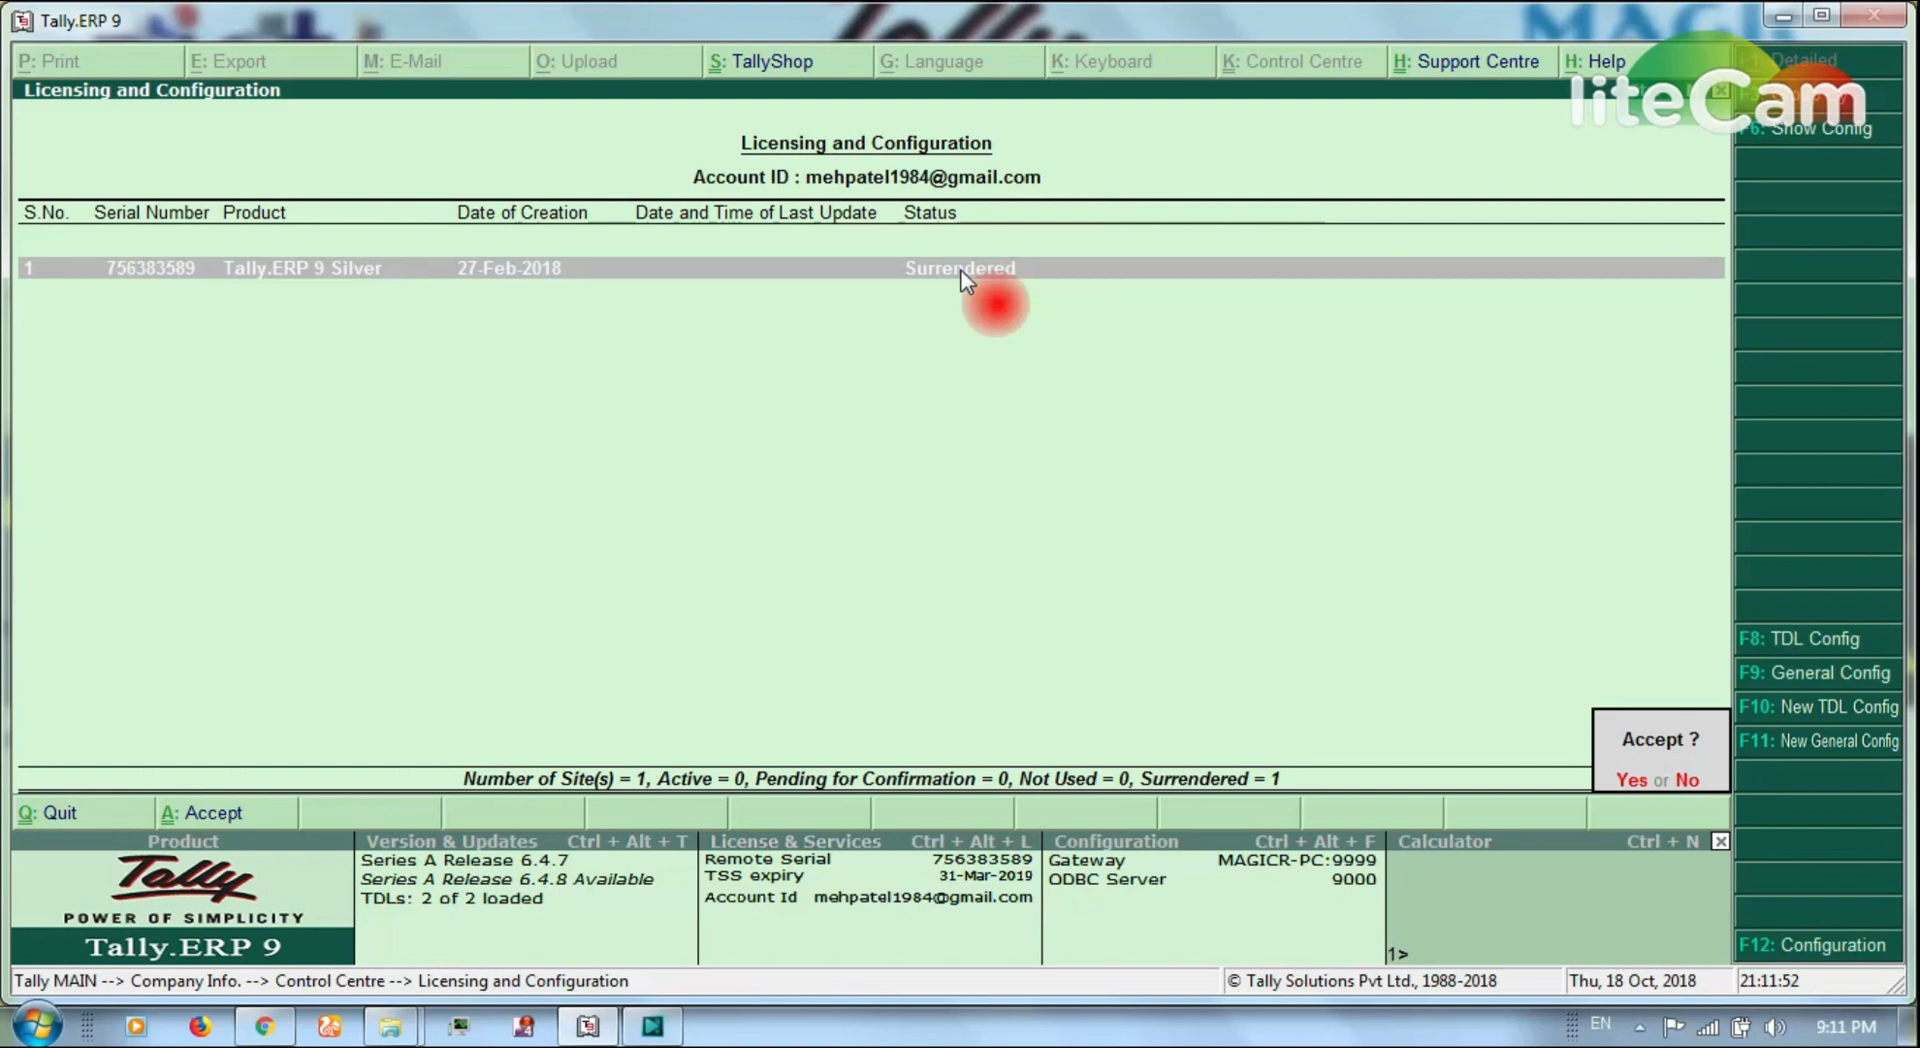 Tally.ERP 9
P: Print E: Export M: E-Mail O: Upload S: TallyShop G: Language K: Keyboard K: Control Centre H: Support Centre H: Help
Licensing and Configuration
liteCam
F6: Show Config
Licensing and Configuration
Account ID : mehpatel1984@gmail.com
S.No. Serial Number Product Date of Creation Date and Time of Last Update Status
1 756383589 Tally.ERP 9 Silver 27-Feb-2018 Surrendered
F8: TDL Config
F9: General Config
F10: New TDL Config
F11: New General Config
Accept ?
Yes or No
Number of Site(s) = 1, Active = 0, Pending for Confirmation = 0, Not Used = 0, Surrendered = 1
Q: Quit A: Accept
Product Version & Updates Ctrl + Alt + T License & Services Ctrl + Alt + L Configuration Ctrl + Alt + F Calculator Ctrl + N
Tally
POWER OF SIMPLICITY
Tally.ERP 9
Series A Release 6.4.7
Series A Release 6.4.8 Available
TDLs: 2 of 2 loaded
Remote Serial 756383589
TSS expiry 31-Mar-2019
Account Id mehpatel1984@gmail.com
Gateway MAGICR-PC:9999
ODBC Server 9000
1>
F12: Configuration
Tally MAIN --> Company Info. --> Control Centre --> Licensing and Configuration © Tally Solutions Pvt Ltd., 1988-2018 Thu, 18 Oct, 2018 21:11:52
EN 9:11 PM